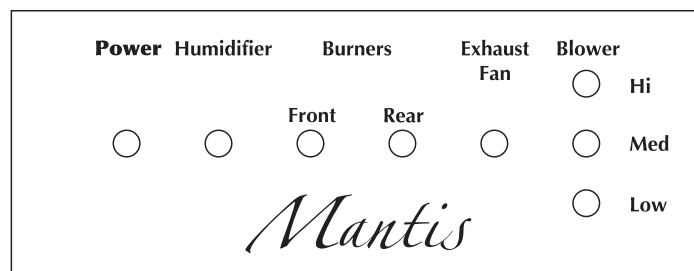 Power Humidifier Burners Exhaust Fan Blower
Hi
Front Rear
Med
Low
Mantis